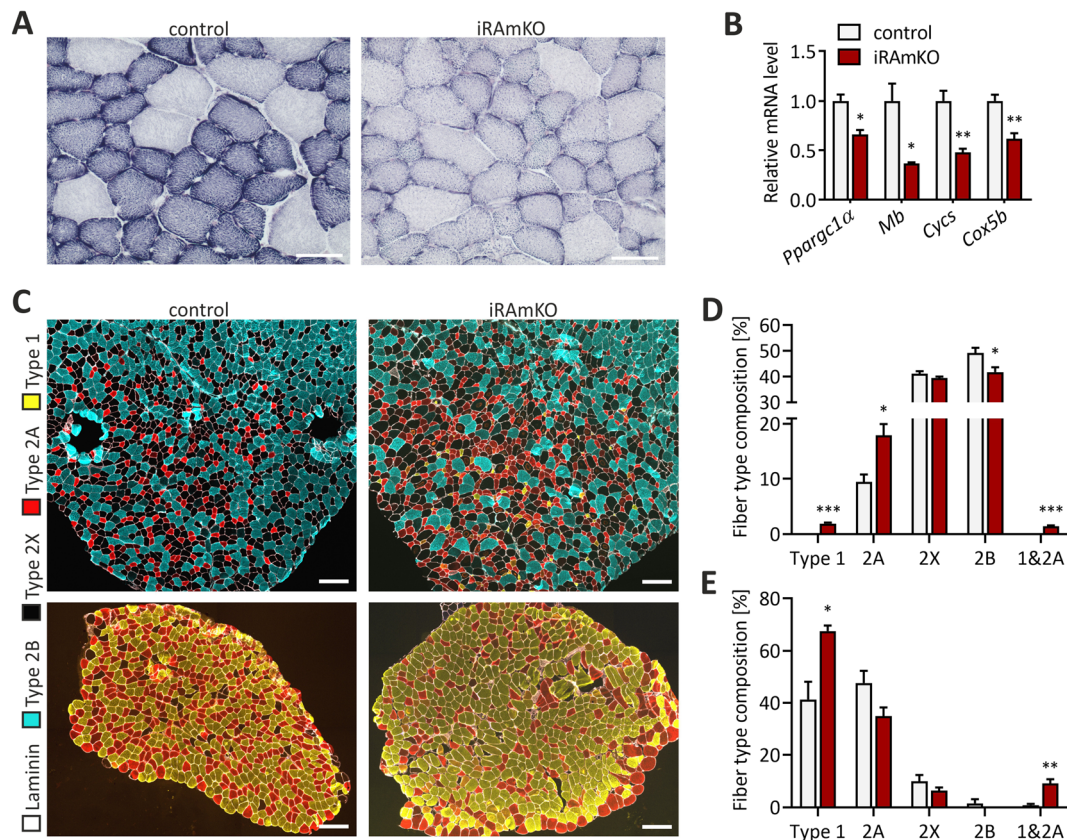 A
control
iRAmKO
B
control
iRAmKO
Relative mRNA level
1.5
1.0
0.5
0.0
*
*
**
**
Ppargc1α
Mb
Cycs
Cox5b
C
control
iRAmKO
Laminin
Type 2B
Type 2X
Type 2A
Type 1
D
Fiber type composition [%]
60
50
40
30
20
10
0
***
*
*
***
Type 1
2A
2X
2B
1&2A
E
Fiber type composition [%]
80
60
40
20
0
*
**
Type 1
2A
2X
2B
1&2A